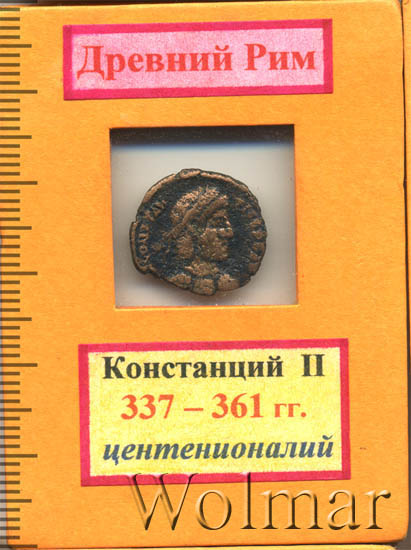 Древний Рим
Констанций II
337 – 361 гг.
центенионалий
Wolmar